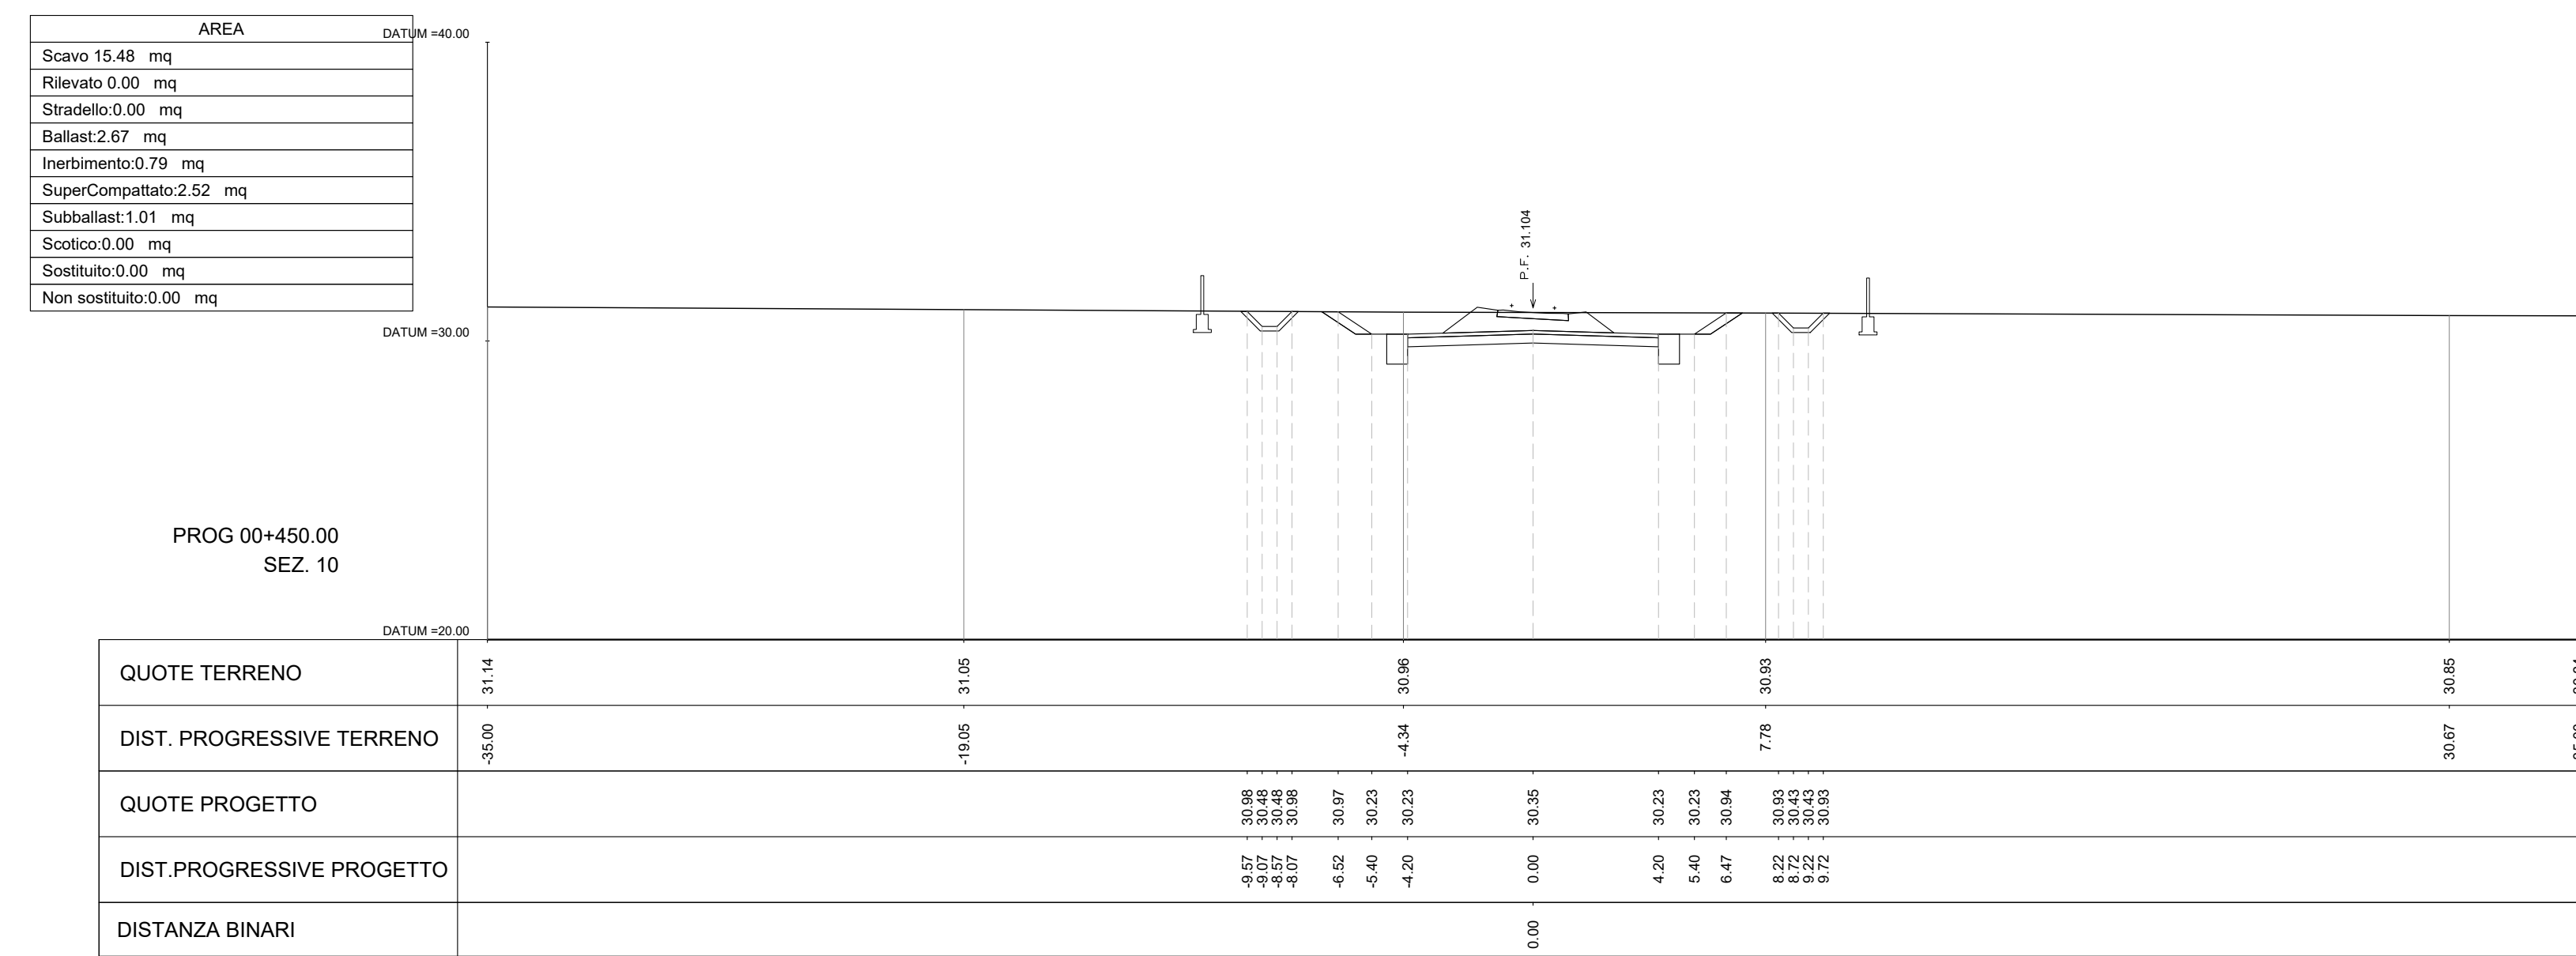 AREA
Scavo 15.48 mq
Rilevato 0.00 mq
Stradello:0.00 mq
Ballast:2.67 mq
Inerbimento:0.79 mq
SuperCompattato:2.52 mq
Subballast:1.01 mq
Scotico:0.00 mq
Sostituito:0.00 mq
Non sostituito:0.00 mq
DATUM =40.00
P.F. 31.104
DATUM =30.00
PROG 00+450.00
SEZ. 10
DATUM =20.00
QUOTE TERRENO 31.14 31.05 30.96 30.93 30.85
DIST. PROGRESSIVE TERRENO -35.00 -19.05 -4.34 7.78 30.67
QUOTE PROGETTO 30.98 30.48 30.48 30.98 30.97 30.23 30.23 30.35 30.23 30.23 30.94 30.93 30.43 30.43 30.93
DIST.PROGRESSIVE PROGETTO -9.57 -9.07 -8.57 -8.07 -6.52 -5.40 -4.20 0.00 4.20 5.40 6.47 8.22 8.72 9.22 9.72
DISTANZA BINARI 0.00